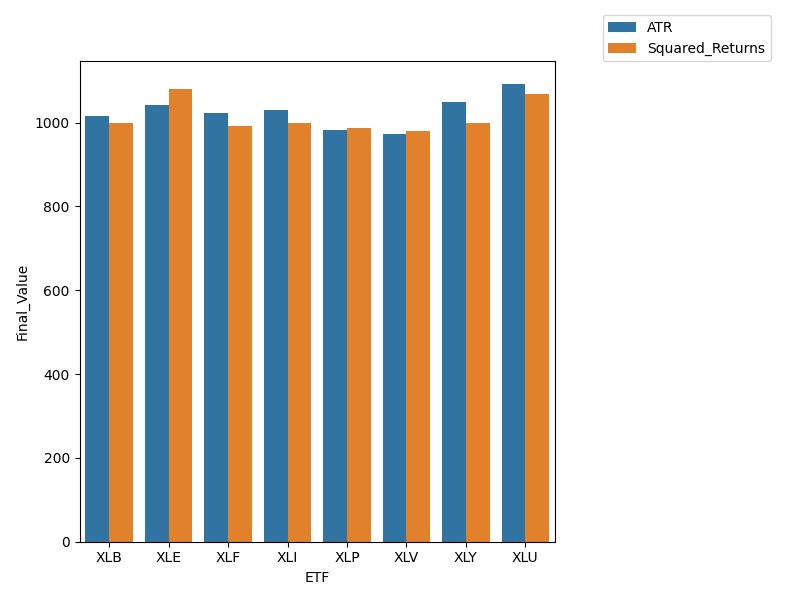 ATR
Squared_Returns
1000
800
600
400
200
0
Final_Value
XLB XLE XLF XLI XLP XLV XLY XLU
ETF